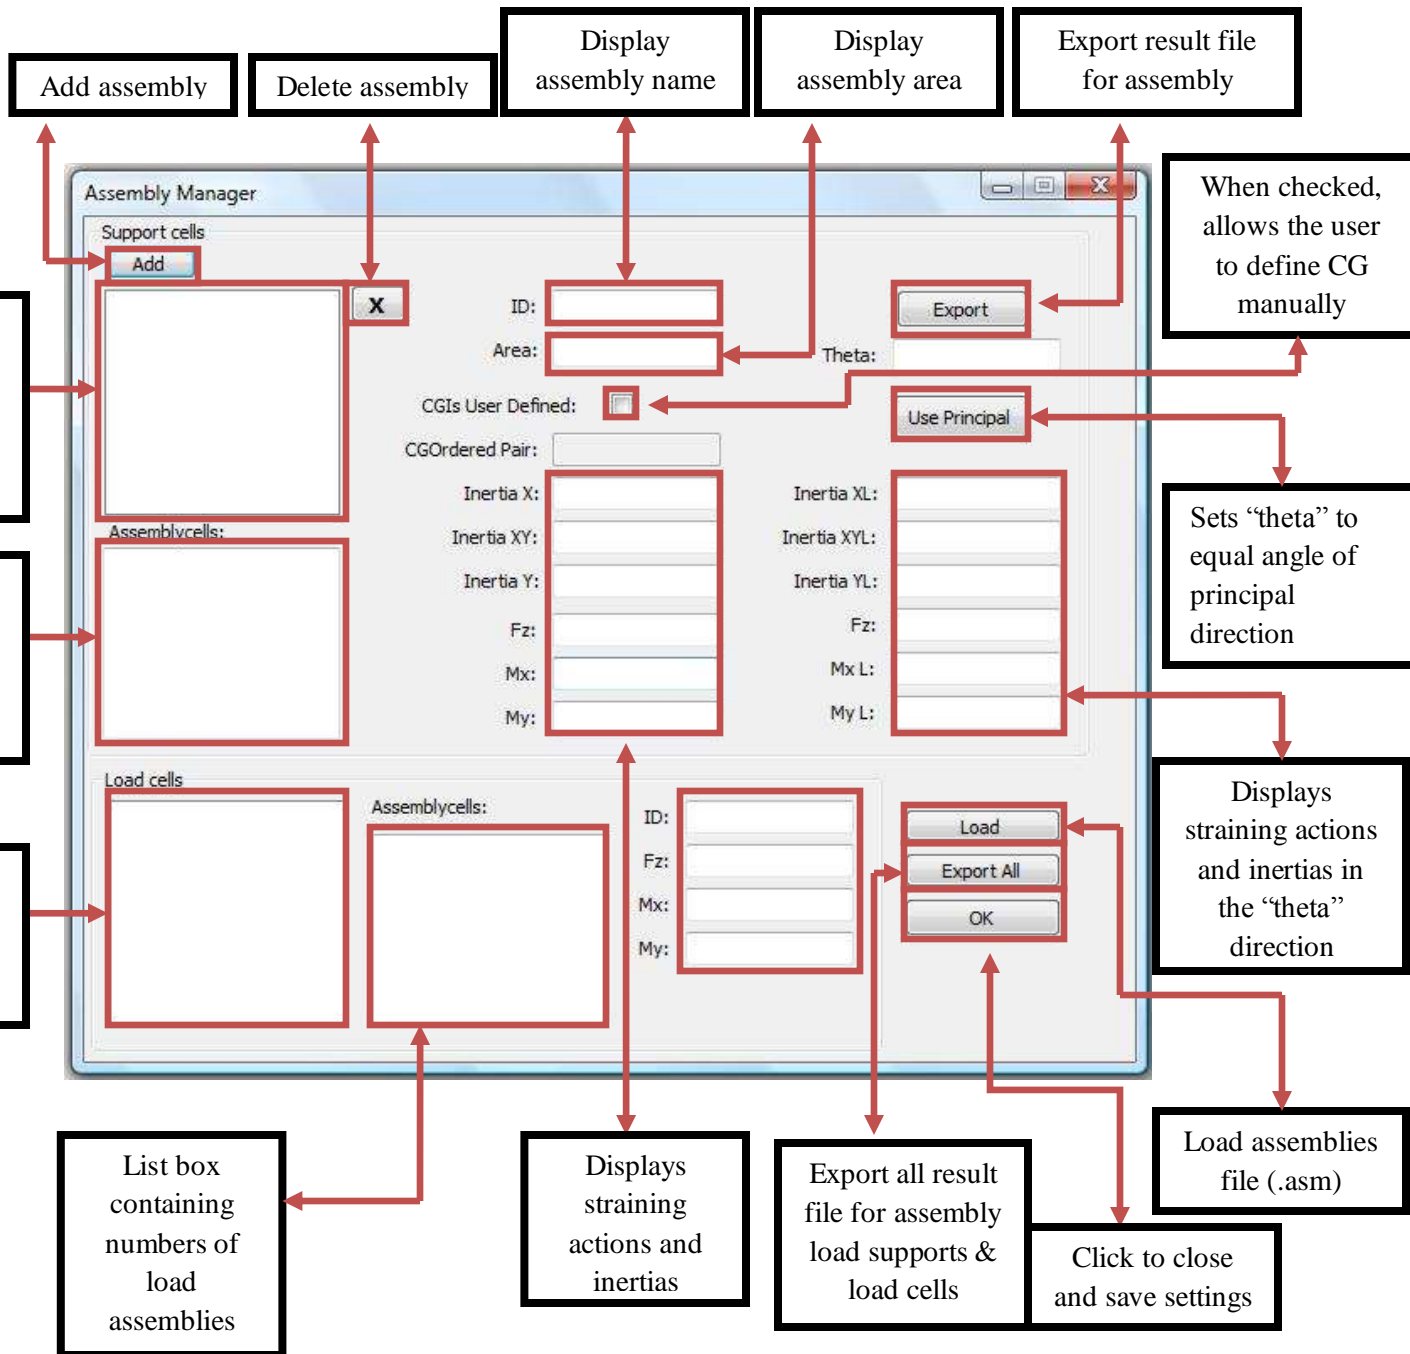 Add assembly
Delete assembly
Display
assembly name
Display
assembly area
Export result file
for assembly
When checked,
allows the user
to define CG
manually
Assembly Manager
Support cells
Add
X
ID:
Export
Area:
Theta:
CGIs User Defined:
Use Principal
CGOrdered Pair:
Inertia X:
Inertia XL:
Assemblycells:
Inertia XY:
Inertia XYL:
Inertia Y:
Inertia YL:
Fz:
Fz:
Mx:
Mx L:
My:
My L:
Sets “theta” to
equal angle of
principal
direction
Load cells
Assemblycells:
ID:
Fz:
Mx:
My:
Load
Export All
OK
Displays
straining actions
and inertias in
the “theta”
direction
List box
containing
numbers of
load
assemblies
Displays
straining
actions and
inertias
Export all result
file for assembly
load supports &
load cells
Load assemblies
file (.asm)
Click to close
and save settings